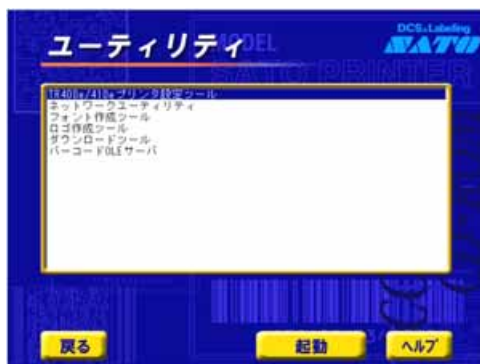 ユーティリティ
DCS&Labeling
SATO
MODEL
SATO PRINTER
TR400e/410eプリンタ設定ツール
ネットワークユーティリティ
フォント作成ツール
ロゴ作成ツール
ダウンロードツール
バーコードOLEサーバ
戻る
起動
ヘルプ